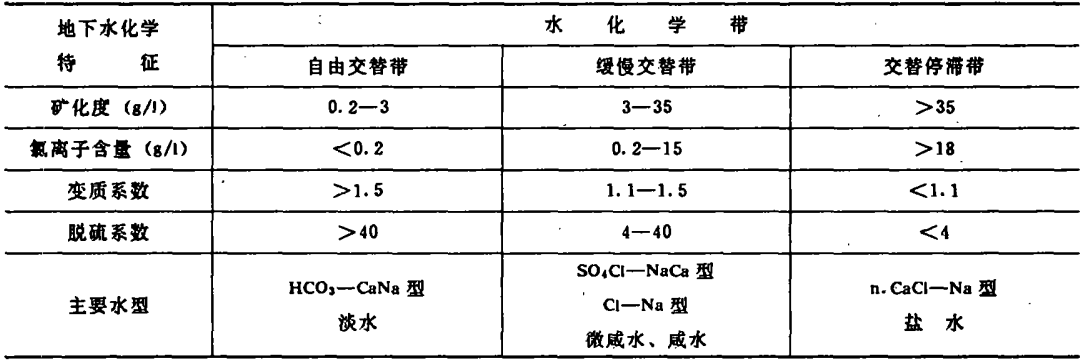 地下水化学
特 征
水 化 学 带
自由交替带 缓慢交替带 交替停滞带
矿化度 (g/l) 0.2—3 3—35 >35
氯离子含量 (g/l) <0.2 0.2—15 >18
变质系数 >1.5 1.1—1.5 <1.1
脱硫系数 >40 4—40 <4
主要水型
HCO₃—CaNa 型
淡水
SO₄Cl—NaCa 型
Cl—Na 型
微咸水、咸水
n.CaCl—Na 型
盐 水